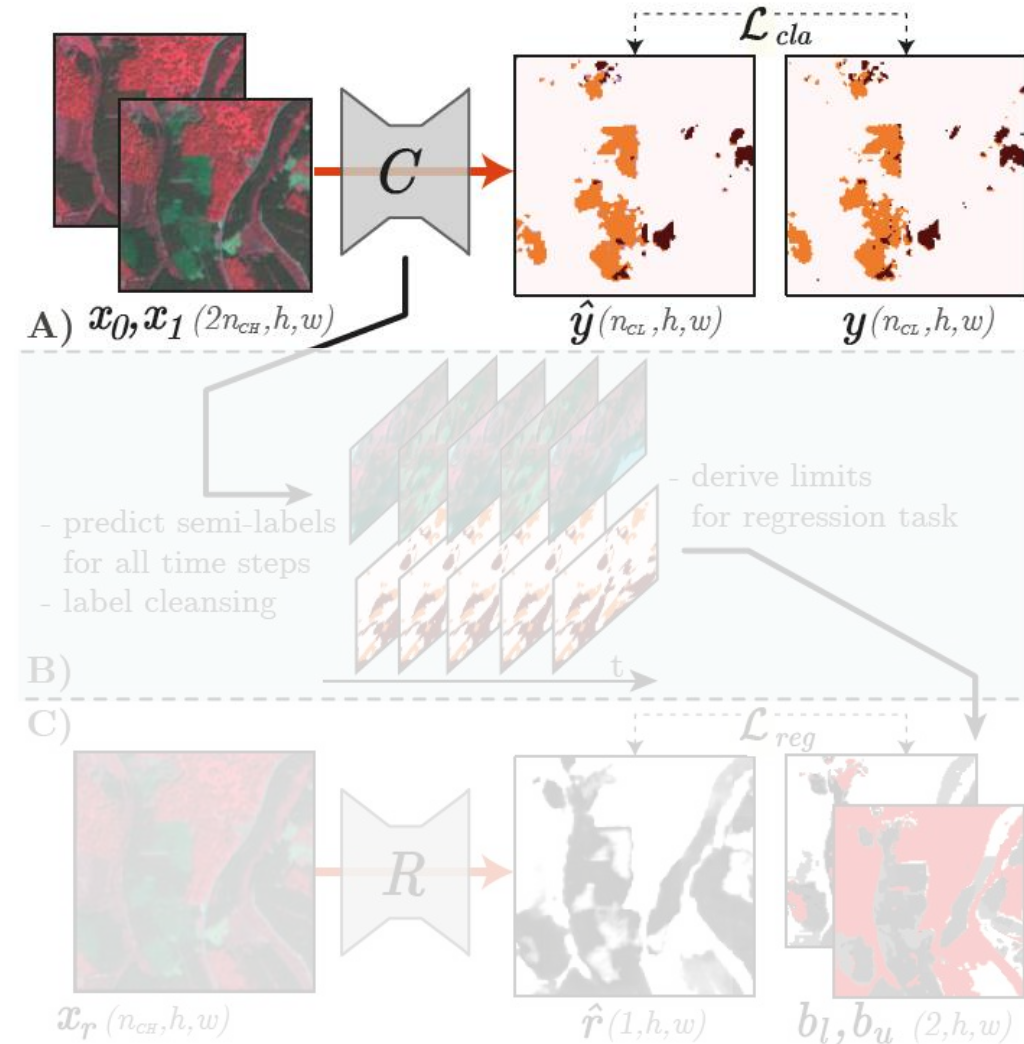 ℒ cla
C
A) x0,x1 (2nCH,h,w)
ŷ (nCL,h,w)
y (nCL,h,w)
- predict semi-labels
for all time steps
- label cleansing
- derive limits
for regression task
t
B)
C)
ℒ reg
R
xr (nCH,h,w)
r̂ (1,h,w)
bl,bu (2,h,w)